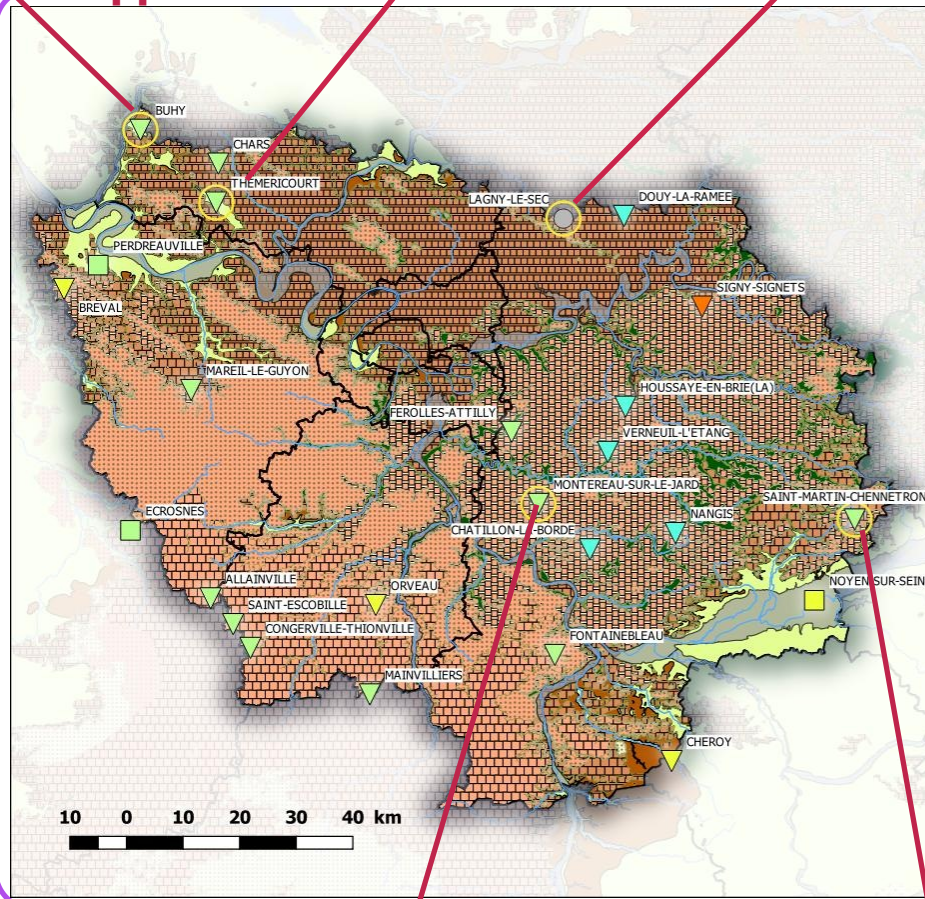 BUHY
CHARS
THEMERICOURT
LAGNY-LE-SEC
DOUY-LA-RAMEE
PERDREAUVILLE
SIGNY-SIGNETS
BREVAL
MAREIL-LE-GUYON
HOUSSAYE-EN-BRIE(LA)
FEROLLES-ATTILLY
VERNEUIL-L'ETANG
MONTEREAU-SUR-LE-JARD
SAINT-MARTIN-CHENNETRON
ECROSNES
CHATILLON-LA-BORDE
NANGIS
ALLAINVILLE
ORVEAU
NOYEN-SUR-SEIN
SAINT-ESCOBILLE
CONGERVILLE-THIONVILLE
FONTAINEBLEAU
MAINVILLIERS
CHEROY
10 0 10 20 30 40 km